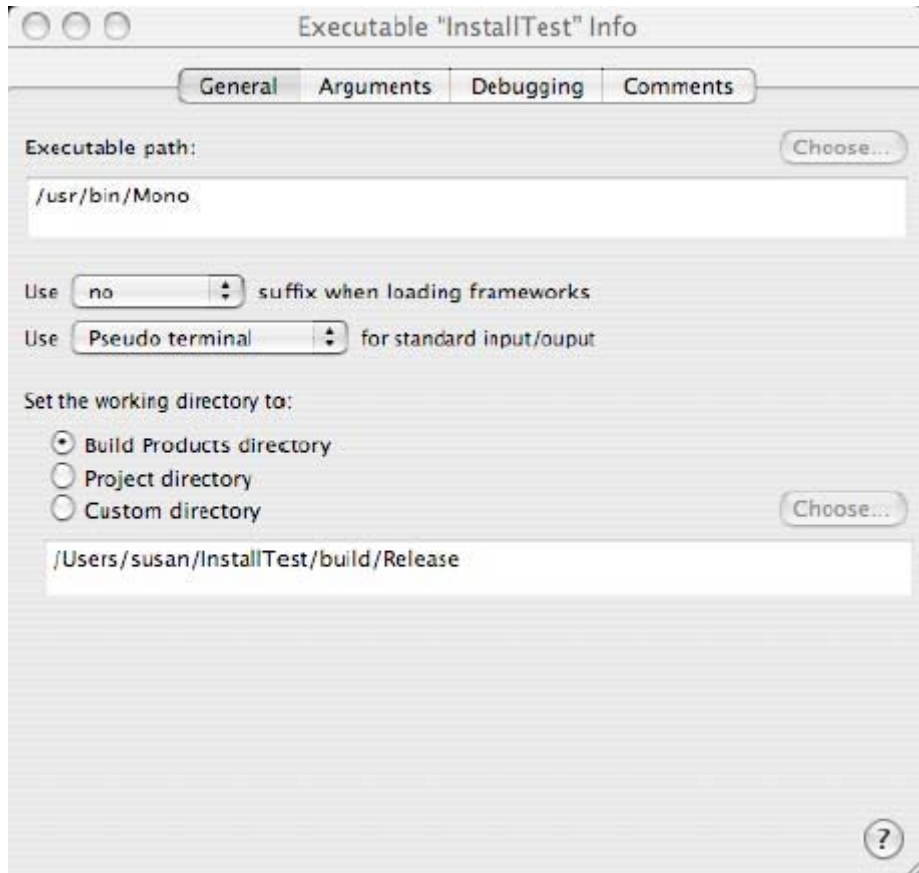 Executable “InstallTest” Info
General Arguments Debugging Comments
Executable path: Choose...
/usr/bin/Mono
Use no suffix when loading frameworks
Use Pseudo terminal for standard input/ouput
Set the working directory to:
Build Products directory
Project directory
Custom directory Choose...
/Users/susan/InstallTest/build/Release
?